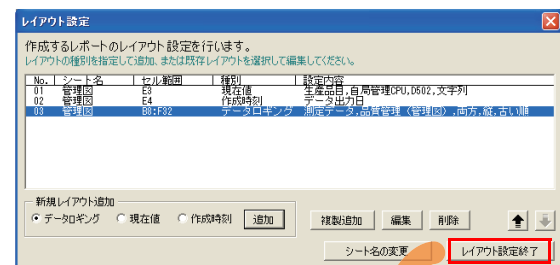 レイアウト設定
作成するレポートのレイアウト設定を行います。
レイアウトの種別を指定して追加、または既存レイアウトを選択して編集してください。
No. シート名 セル範囲 種別 設定内容
01 管理図 E3 現在値 生産品目,自局管理CPU,D502,文字列
02 管理図 E4 作成時刻 データ出力日
03 管理図 B8:F32 データロギング 測定データ,品質管理（管理図）,両方,縦,古い順
新規レイアウト追加
データロギング 現在値 作成時刻 追加 複製追加 編集 削除
シート名の変更 レイアウト設定終了